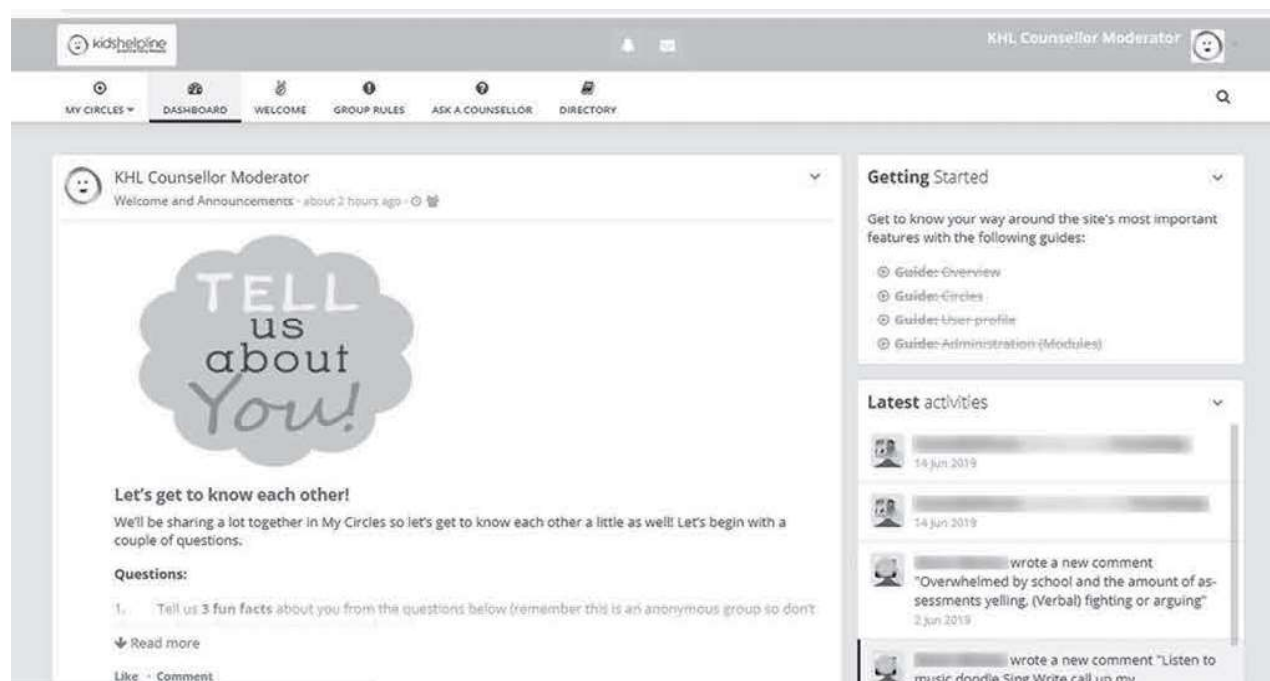 kidshelpline
KHL Counsellor Moderator
MY CIRCLES
DASHBOARD
WELCOME
GROUP RULES
ASK A COUNSELLOR
DIRECTORY
KHL Counsellor Moderator
Welcome and Announcements - about 2 hours ago -
TELL
us
about
You!
Let's get to know each other!
We'll be sharing a lot together in My Circles so let's get to know each other a little as well! Let's begin with a
couple of questions.
Questions:
1. Tell us 3 fun facts about you from the questions below (remember this is an anonymous group so don't
Read more
Like · Comment
Getting Started
Get to know your way around the site's most important
features with the following guides:
Guide: Overview
Guide: Circles
Guide: User profile
Guide: Administration (Modules)
Latest activities
14 Jun 2019
14 Jun 2019
wrote a new comment
"Overwhelmed by school and the amount of as-
sessments yelling, (Verbal) fighting or arguing"
2 Jun 2019
wrote a new comment "Listen to
music doodle Sing Write call up my